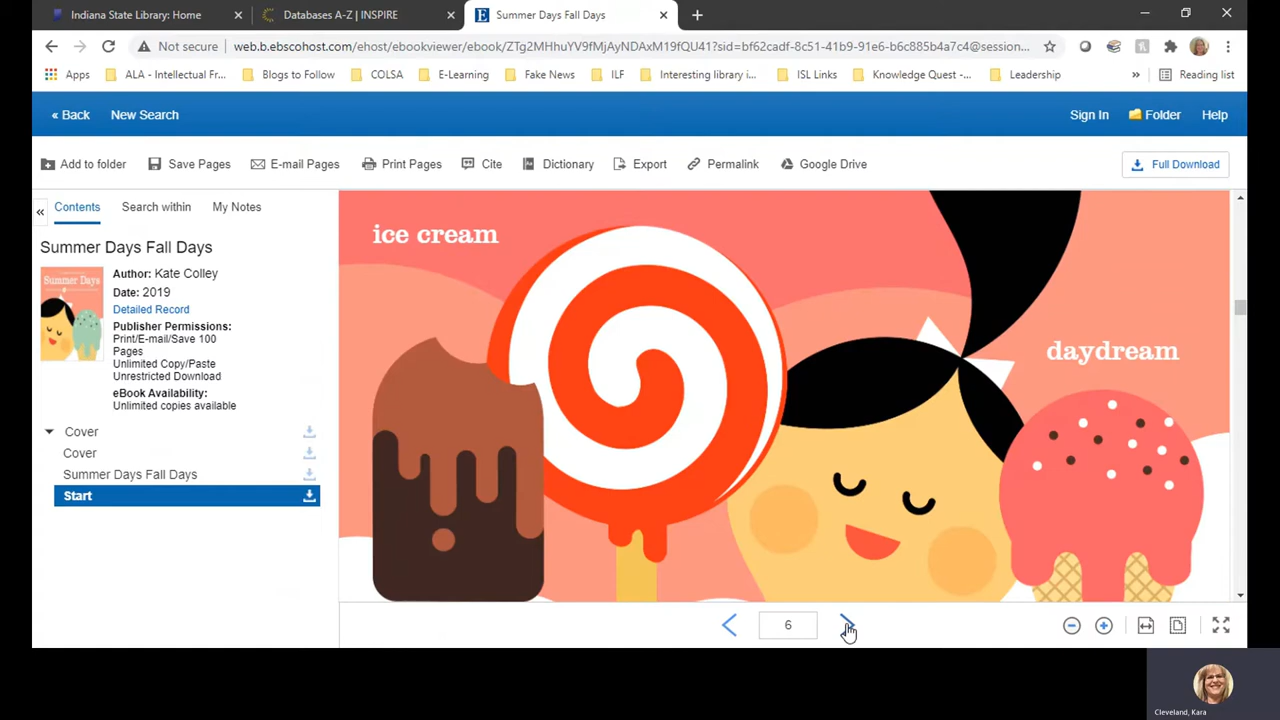 Indiana State Library: Home
Databases A-Z | INSPIRE
Summer Days Fall Days
Not secure
web.b.ebscohost.com/ehost/ebookviewer/ebook/ZTg2MHhuYV9fMjAyNDAxM19fQU41?sid=bf62cadf-8c51-41b9-91e6-b6c885b4a7c4@session...
Apps ALA - Intellectual Fr... Blogs to Follow COLSA E-Learning Fake News ILF Interesting library i... ISL Links Knowledge Quest -... Leadership » Reading list
« Back New Search Sign In Folder Help
Add to folder Save Pages E-mail Pages Print Pages Cite Dictionary Export Permalink Google Drive Full Download
« Contents Search within My Notes
Summer Days Fall Days
Summer Days
Author: Kate Colley
Date: 2019
Detailed Record
Publisher Permissions:
Print/E-mail/Save 100
Pages
Unlimited Copy/Paste
Unrestricted Download
eBook Availability:
Unlimited copies available
Cover
Cover
Summer Days Fall Days
Start
ice cream
daydream
6
Cleveland, Kara